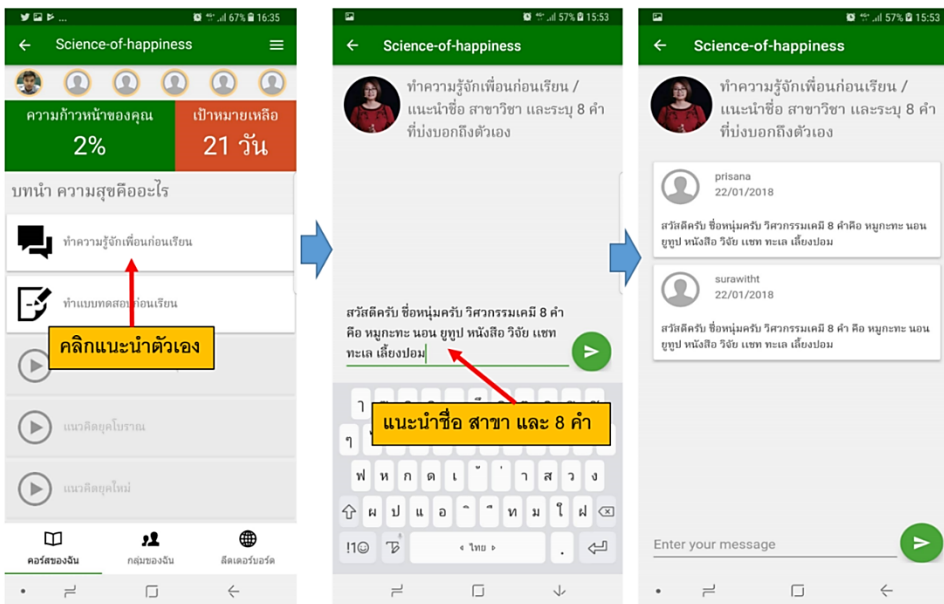 67% 16:35
Science-of-happiness
ความก้าวหน้าของคุณ
2%
เป้าหมายเหลือ
21 วัน
บทนำ ความสุขคืออะไร
ทำความรู้จักเพื่อนก่อนเรียน
ทำแบบทดสอบก่อนเรียน
คลิกแนะนำตัวเอง
แนวคิดยุคโบราณ
แนวคิดยุคใหม่
คอร์สของฉัน
กลุ่มของฉัน
ลีดเดอร์บอร์ด
57% 15:53
Science-of-happiness
ทำความรู้จักเพื่อนก่อนเรียน /
แนะนำชื่อ สาขาวิชา และระบุ 8 คำ
ที่บ่งบอกถึงตัวเอง
สวัสดีครับ ชื่อหนุ่มครับ วิศวกรรมเคมี 8 คำ
คือ หมูกะทะ นอน ยูทูป หนังสือ วิจัย แชท
ทะเล เลี้ยงปอม
แนะนำชื่อ สาขา และ 8 คำ
ๆ
ฟ ห ก ด เ ้ ่ า ส ว ง
ผ ป แ อ ิ ื ท ม ใ ฝ
!1☺ ไทย .
57% 15:53
Science-of-happiness
ทำความรู้จักเพื่อนก่อนเรียน /
แนะนำชื่อ สาขาวิชา และระบุ 8 คำ
ที่บ่งบอกถึงตัวเอง
prisana
22/01/2018
สวัสดีครับ ชื่อหนุ่มครับ วิศวกรรมเคมี 8 คำคือ หมูกะทะ นอน
ยูทูป หนังสือ วิจัย แชท ทะเล เลี้ยงปอม
surawitht
22/01/2018
สวัสดีครับ ชื่อหนุ่มครับ วิศวกรรมเคมี 8 คำ คือ หมูกะทะ นอน
ยูทูป หนังสือ วิจัย แชท ทะเล เลี้ยงปอม
Enter your message